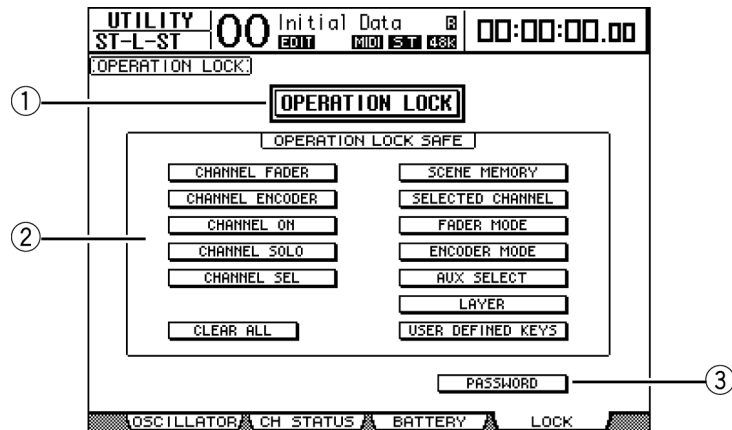 UTILITY 00 Initial Data R 00:00:00.00
ST-L-ST EDIT MIDI ST 48K
OPERATION LOCK
① OPERATION LOCK
OPERATION LOCK SAFE
CHANNEL FADER SCENE MEMORY
CHANNEL ENCODER SELECTED CHANNEL
② CHANNEL ON FADER MODE
CHANNEL SOLO ENCODER MODE
CHANNEL SEL AUX SELECT
LAYER
CLEAR ALL USER DEFINED KEYS
PASSWORD ③
OSCILLATOR CH STATUS BATTERY LOCK